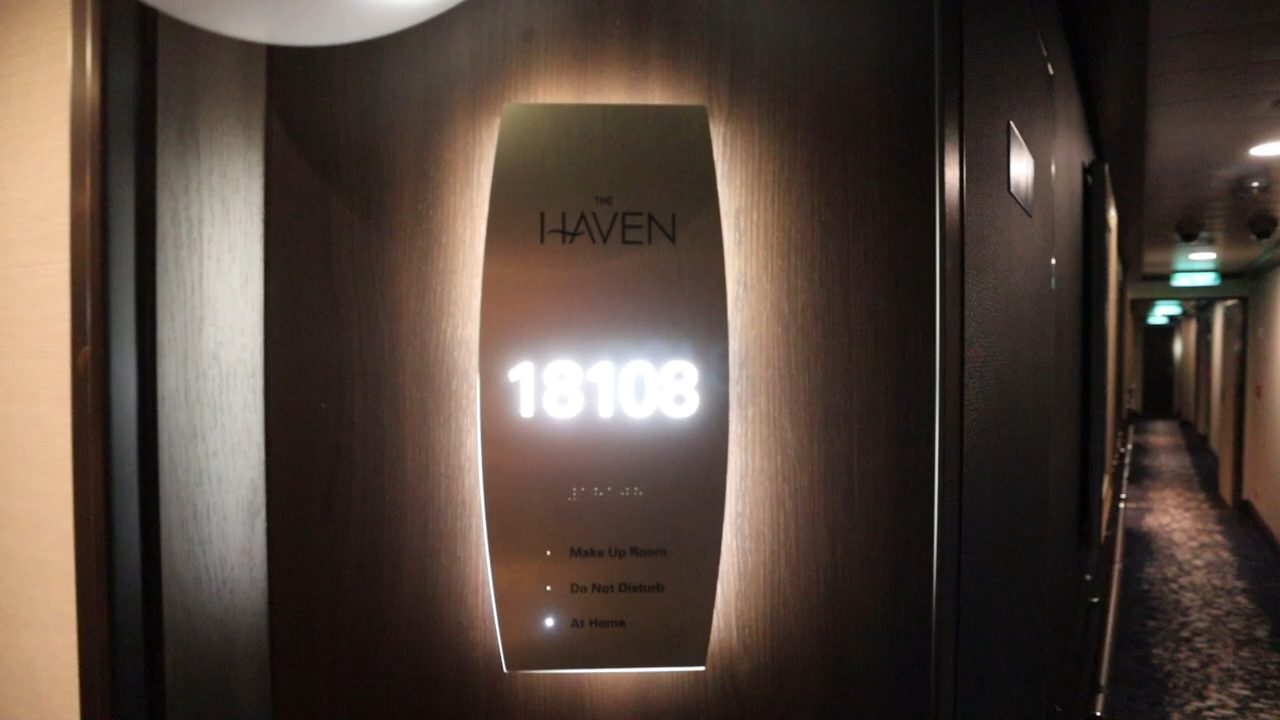 THE
HAVEN
18108
Make Up Room
Do Not Disturb
At Home